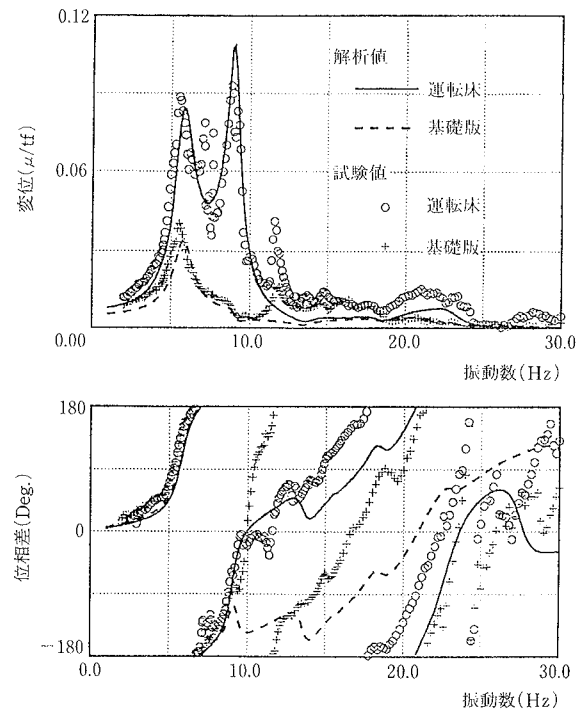 0.12
0.06
0.00
変位(μ/tf)
解析値
運転床
基礎版
試験値
運転床
基礎版
10.0
20.0
30.0
振動数(Hz)
180
0
-180
位相差(Deg.)
0.0
10.0
20.0
30.0
振動数(Hz)